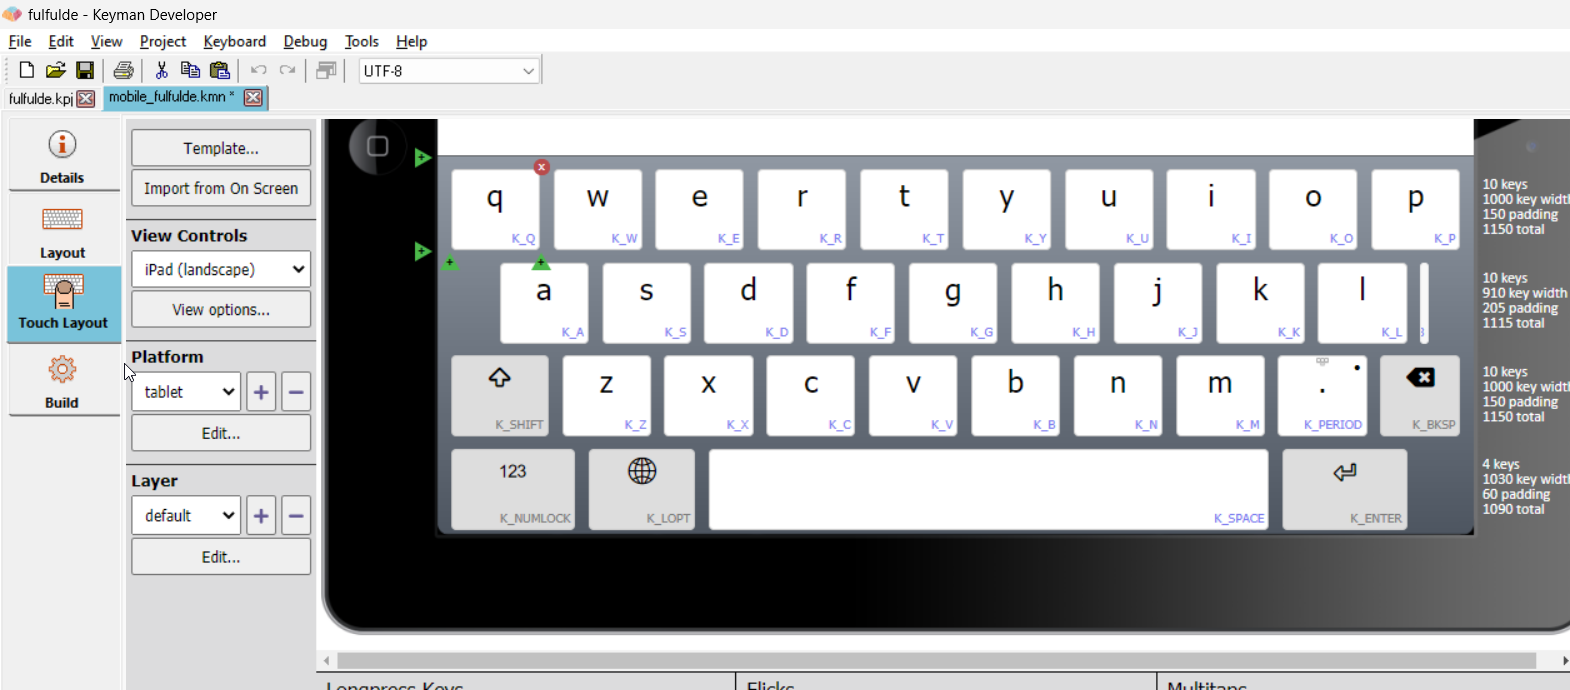 fulfulde - Keyman Developer
File Edit View Project Keyboard Debug Tools Help
UTF-8
fulfulde.kpj mobile_fulfulde.kmn *
Details
Layout
Touch Layout
Build
Template...
Import from On Screen
View Controls
iPad (landscape)
View options...
Platform
tablet + −
Edit...
Layer
default + −
Edit...
q w e r t y u i o p
K_Q K_W K_E K_R K_T K_Y K_U K_I K_O K_P
a s d f g h j k l
K_A K_S K_D K_F K_G K_H K_J K_K K_L
z x c v b n m .
K_SHIFT K_Z K_X K_C K_V K_B K_N K_M K_PERIOD K_BKSP
123
K_NUMLOCK K_LOPT K_SPACE K_ENTER
10 keys
1000 key width
150 padding
1150 total
10 keys
910 key width
205 padding
1115 total
10 keys
1000 key width
150 padding
1150 total
4 keys
1030 key width
60 padding
1090 total
Longpress Keys Flicks Multitaps